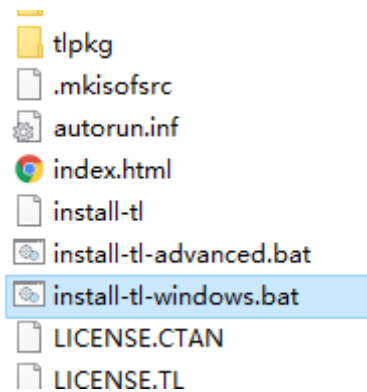 tlpkg
.mkisofsrc
autorun.inf
index.html
install-tl
install-tl-advanced.bat
install-tl-windows.bat
LICENSE.CTAN
LICENSE.TL